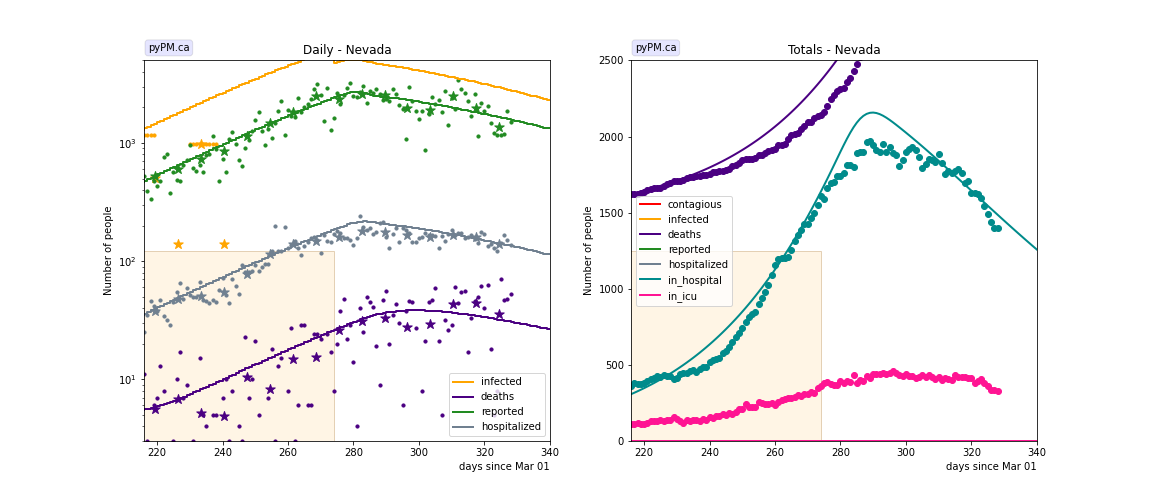 pyPM.ca
Daily - Nevada
Number of people
10³
10²
10¹
220 240 260 280 300 320 340
days since Mar 01
infected
deaths
reported
hospitalized
pyPM.ca
Totals - Nevada
Number of people
2500
2000
1500
1000
500
0
220 240 260 280 300 320 340
days since Mar 01
contagious
infected
deaths
reported
hospitalized
in_hospital
in_icu